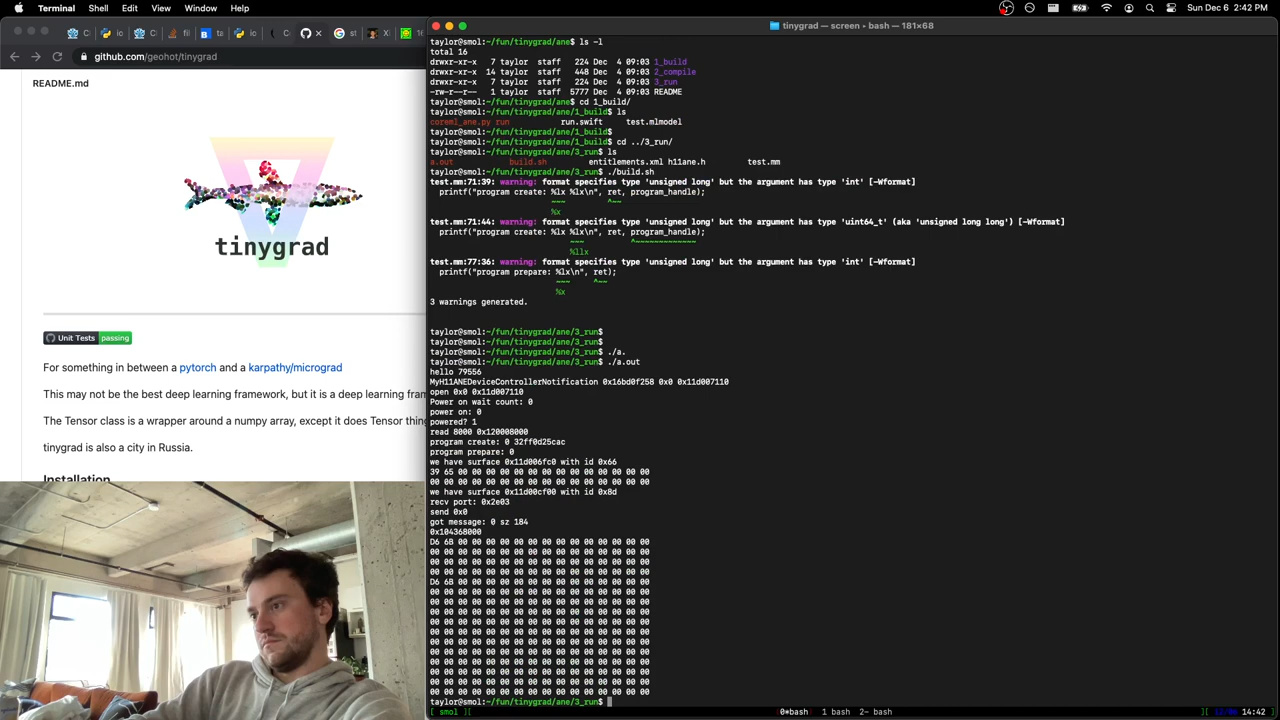 Terminal Shell Edit View Window Help
Sun Dec 6 2:42 PM
github.com/geohot/tinygrad
README.md
tinygrad
Unit Tests passing
For something in between a pytorch and a karpathy/micrograd
This may not be the best deep learning framework, but it is a deep learning fran
The Tensor class is a wrapper around a numpy array, except it does Tensor thing
tinygrad is also a city in Russia.
Installation
tinygrad — screen ▸ bash — 181×68
taylor@smol:~/fun/tinygrad/ane$ ls -l
total 16
drwxr-xr-x 7 taylor staff 224 Dec 4 09:03 1_build
drwxr-xr-x 14 taylor staff 448 Dec 4 09:03 2_compile
drwxr-xr-x 7 taylor staff 224 Dec 4 09:03 3_run
-rw-r--r-- 1 taylor staff 5777 Dec 4 09:03 README
taylor@smol:~/fun/tinygrad/ane$ cd 1_build/
taylor@smol:~/fun/tinygrad/ane/1_build$ ls
coreml_ane.py run run.swift test.mlmodel
taylor@smol:~/fun/tinygrad/ane/1_build$
taylor@smol:~/fun/tinygrad/ane/1_build$ cd ../3_run/
taylor@smol:~/fun/tinygrad/ane/3_run$ ls
a.out build.sh entitlements.xml h11ane.h test.mm
taylor@smol:~/fun/tinygrad/ane/3_run$ ./build.sh
test.mm:71:39: warning: format specifies type 'unsigned long' but the argument has type 'int' [-Wformat]
printf("program create: %lx %lx\n", ret, program_handle);
~~~ ^~~
%x
test.mm:71:44: warning: format specifies type 'unsigned long' but the argument has type 'uint64_t' (aka 'unsigned long long') [-Wformat]
printf("program create: %lx %lx\n", ret, program_handle);
~~~ ^~~~~~~~~~~~~~
%llx
test.mm:77:36: warning: format specifies type 'unsigned long' but the argument has type 'int' [-Wformat]
printf("program prepare: %lx\n", ret);
~~~ ^~~
%x
3 warnings generated.
taylor@smol:~/fun/tinygrad/ane/3_run$
taylor@smol:~/fun/tinygrad/ane/3_run$
taylor@smol:~/fun/tinygrad/ane/3_run$ ./a.
taylor@smol:~/fun/tinygrad/ane/3_run$ ./a.out
hello 79556
MyH11ANEDeviceControllerNotification 0x16bd0f258 0x0 0x11d007110
open 0x0 0x11d007110
Power on wait count: 0
power on: 0
powered? 1
read 8000 0x120008000
program create: 0 32ff0d25cac
program prepare: 0
we have surface 0x11d006fc0 with id 0x66
39 65 00 00 00 00 00 00 00 00 00 00 00 00 00 00
00 00 00 00 00 00 00 00 00 00 00 00 00 00 00 00
we have surface 0x11d00cf00 with id 0x8d
recv port: 0x2e03
send 0x0
got message: 0 sz 184
0x104368000
D6 6B 00 00 00 00 00 00 00 00 00 00 00 00 00 00
00 00 00 00 00 00 00 00 00 00 00 00 00 00 00 00
00 00 00 00 00 00 00 00 00 00 00 00 00 00 00 00
00 00 00 00 00 00 00 00 00 00 00 00 00 00 00 00
D6 6B 00 00 00 00 00 00 00 00 00 00 00 00 00 00
00 00 00 00 00 00 00 00 00 00 00 00 00 00 00 00
00 00 00 00 00 00 00 00 00 00 00 00 00 00 00 00
00 00 00 00 00 00 00 00 00 00 00 00 00 00 00 00
00 00 00 00 00 00 00 00 00 00 00 00 00 00 00 00
00 00 00 00 00 00 00 00 00 00 00 00 00 00 00 00
00 00 00 00 00 00 00 00 00 00 00 00 00 00 00 00
00 00 00 00 00 00 00 00 00 00 00 00 00 00 00 00
00 00 00 00 00 00 00 00 00 00 00 00 00 00 00 00
00 00 00 00 00 00 00 00 00 00 00 00 00 00 00 00
00 00 00 00 00 00 00 00 00 00 00 00 00 00 00 00
00 00 00 00 00 00 00 00 00 00 00 00 00 00 00 00
taylor@smol:~/fun/tinygrad/ane/3_run$
[ smol ][ 0*bash 1 bash 2- bash ][ 14:42 ]